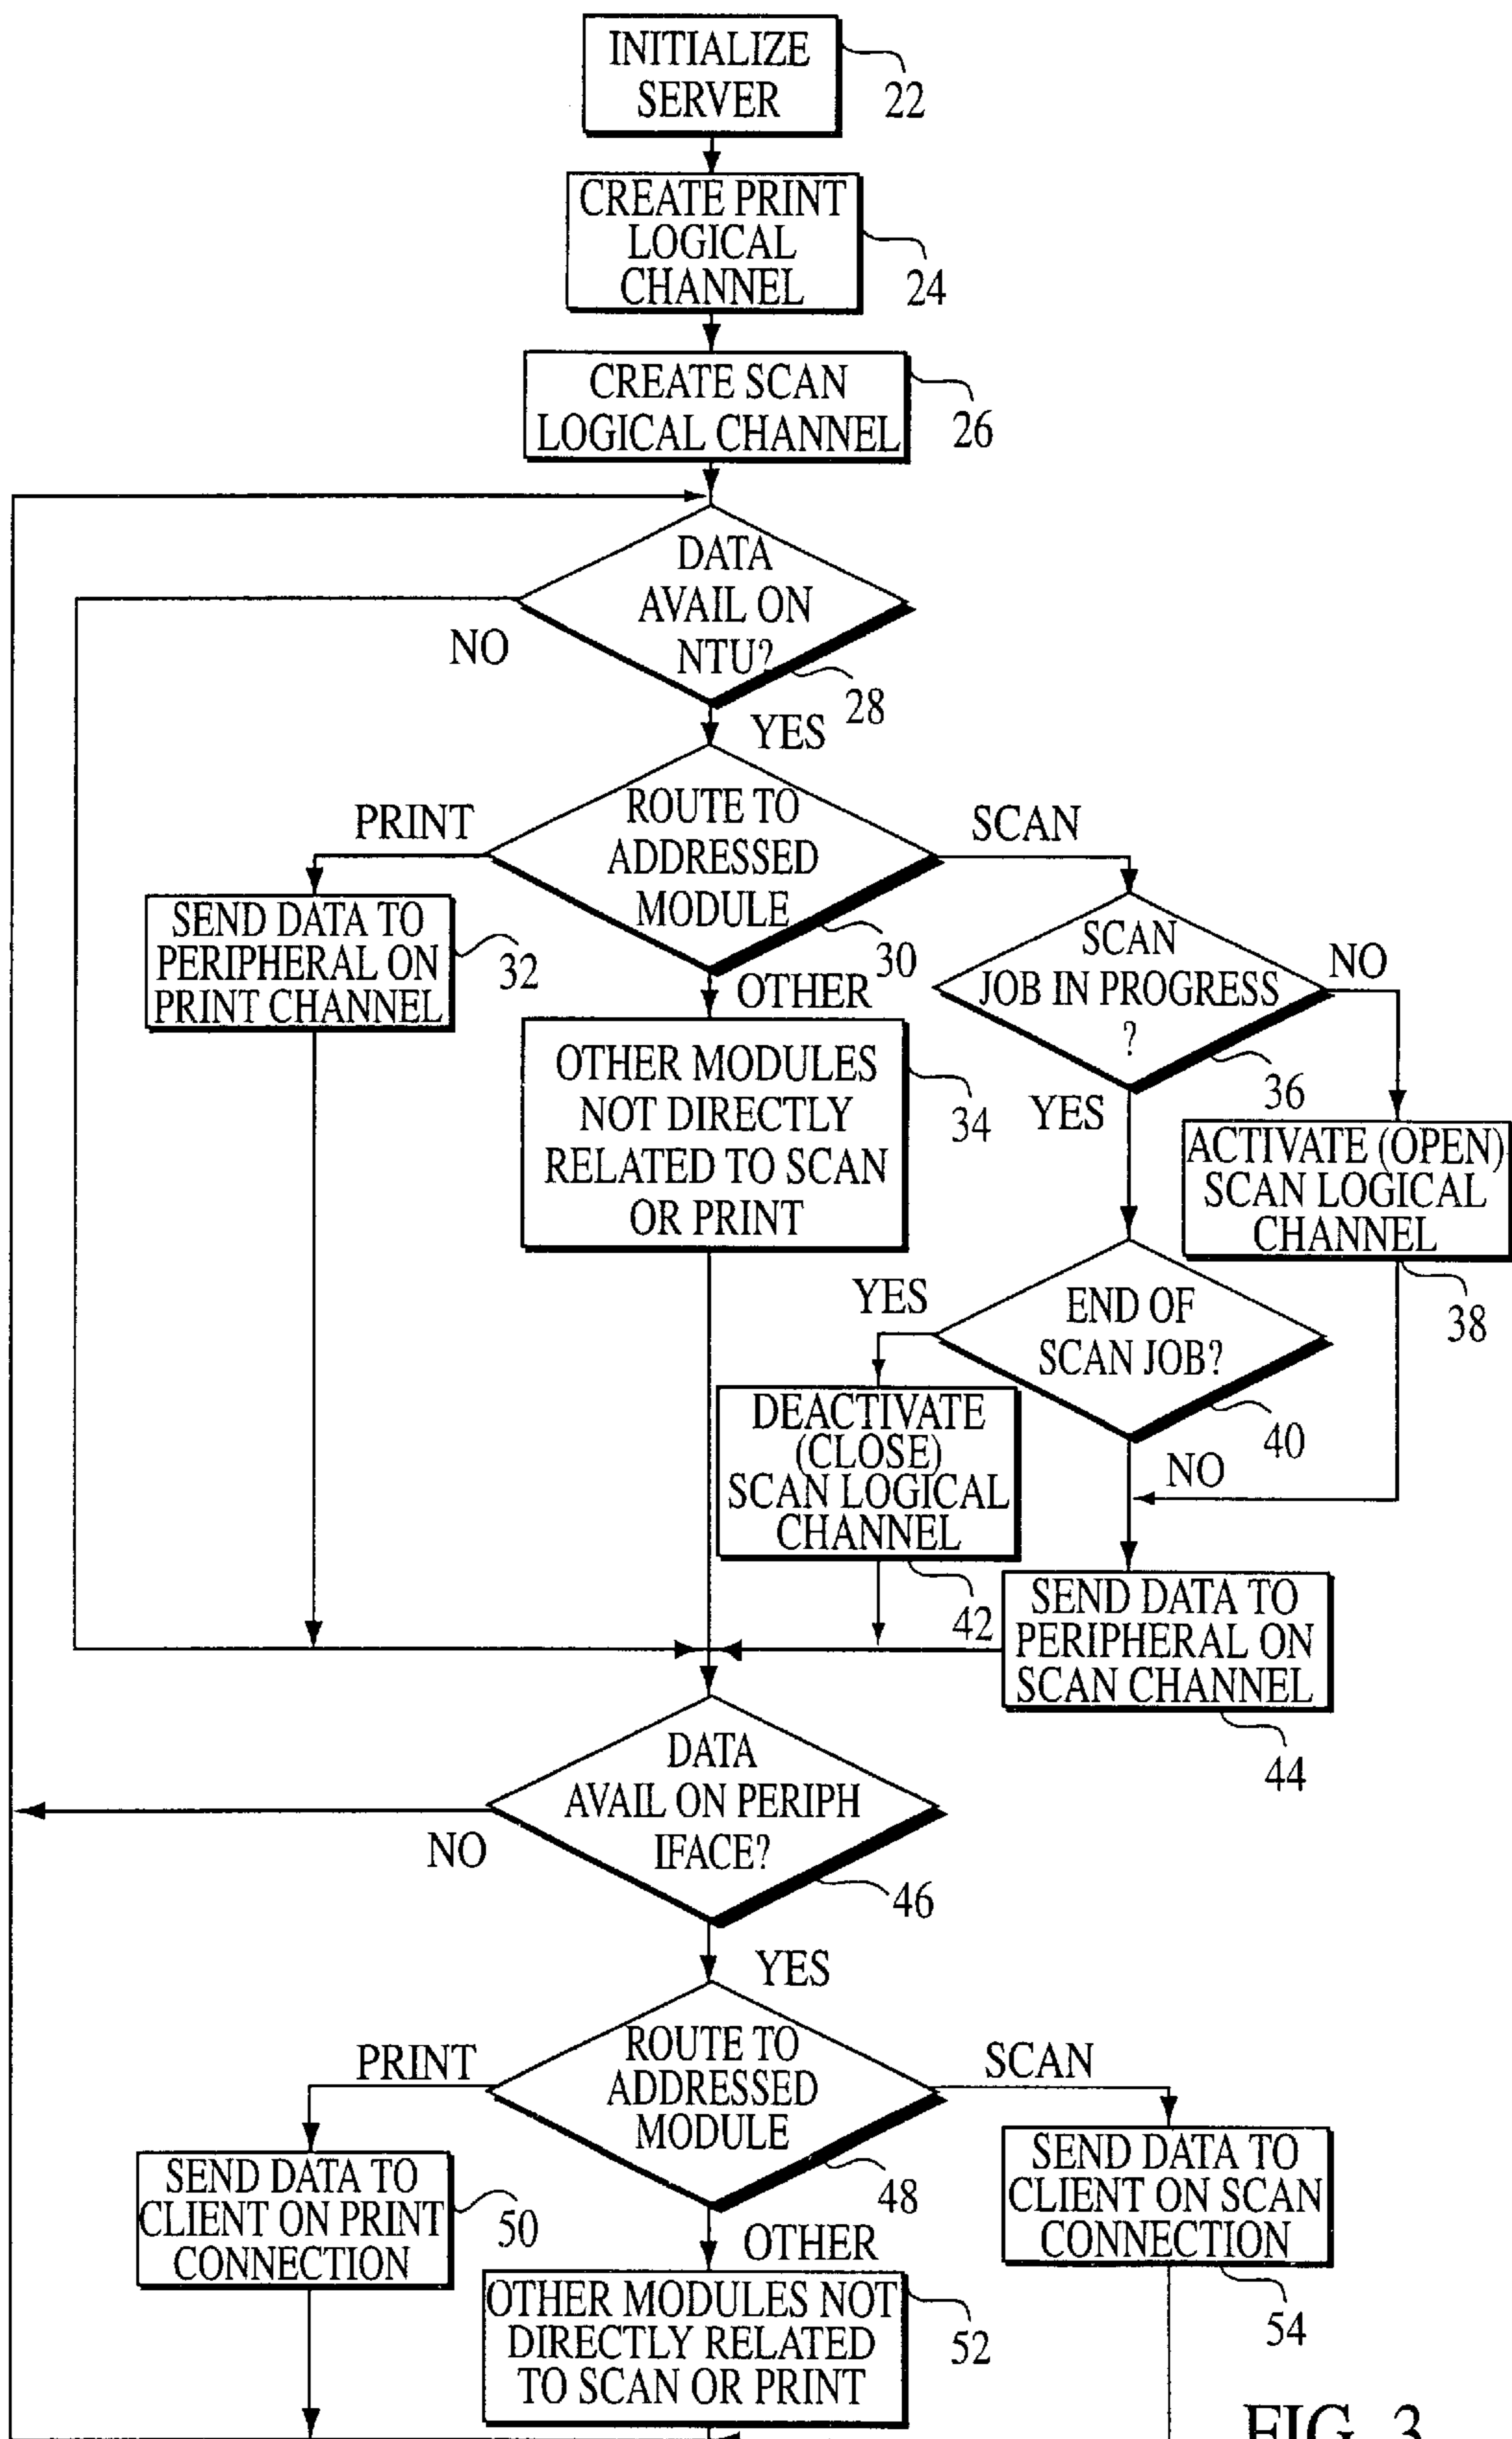 INITIALIZE
SERVER
22
CREATE PRINT
LOGICAL
CHANNEL
24
CREATE SCAN
LOGICAL CHANNEL
26
DATA
AVAIL ON
NTU?
28
NO
YES
ROUTE TO
ADDRESSED
MODULE
30
PRINT
SCAN
OTHER
SEND DATA TO
PERIPHERAL ON
PRINT CHANNEL
32
OTHER MODULES
NOT DIRECTLY
RELATED TO SCAN
OR PRINT
34
SCAN
JOB IN PROGRESS
?
36
NO
YES
ACTIVATE (OPEN)
SCAN LOGICAL
CHANNEL
38
END OF
SCAN JOB?
40
YES
NO
DEACTIVATE
(CLOSE)
SCAN LOGICAL
CHANNEL
42
SEND DATA TO
PERIPHERAL ON
SCAN CHANNEL
44
DATA
AVAIL ON PERIPH
IFACE?
46
NO
YES
ROUTE TO
ADDRESSED
MODULE
48
PRINT
SCAN
OTHER
SEND DATA TO
CLIENT ON PRINT
CONNECTION
50
OTHER MODULES NOT
DIRECTLY RELATED
TO SCAN OR PRINT
52
SEND DATA TO
CLIENT ON SCAN
CONNECTION
54
FIG. 3